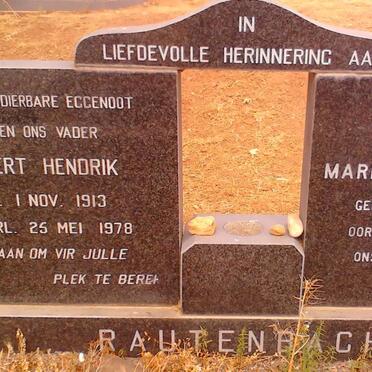 IN
LIEFDEVOLLE HERINNERING AA
DIERBARE EGGENOOT
EN ONS VADER
ERT HENDRIK
1 NOV. 1913
RL. 25 MEI 1978
AAN OM VIR JULLE
PLEK TE BEREI
MAR
GE
OOR
ONS
RAUTENBACH